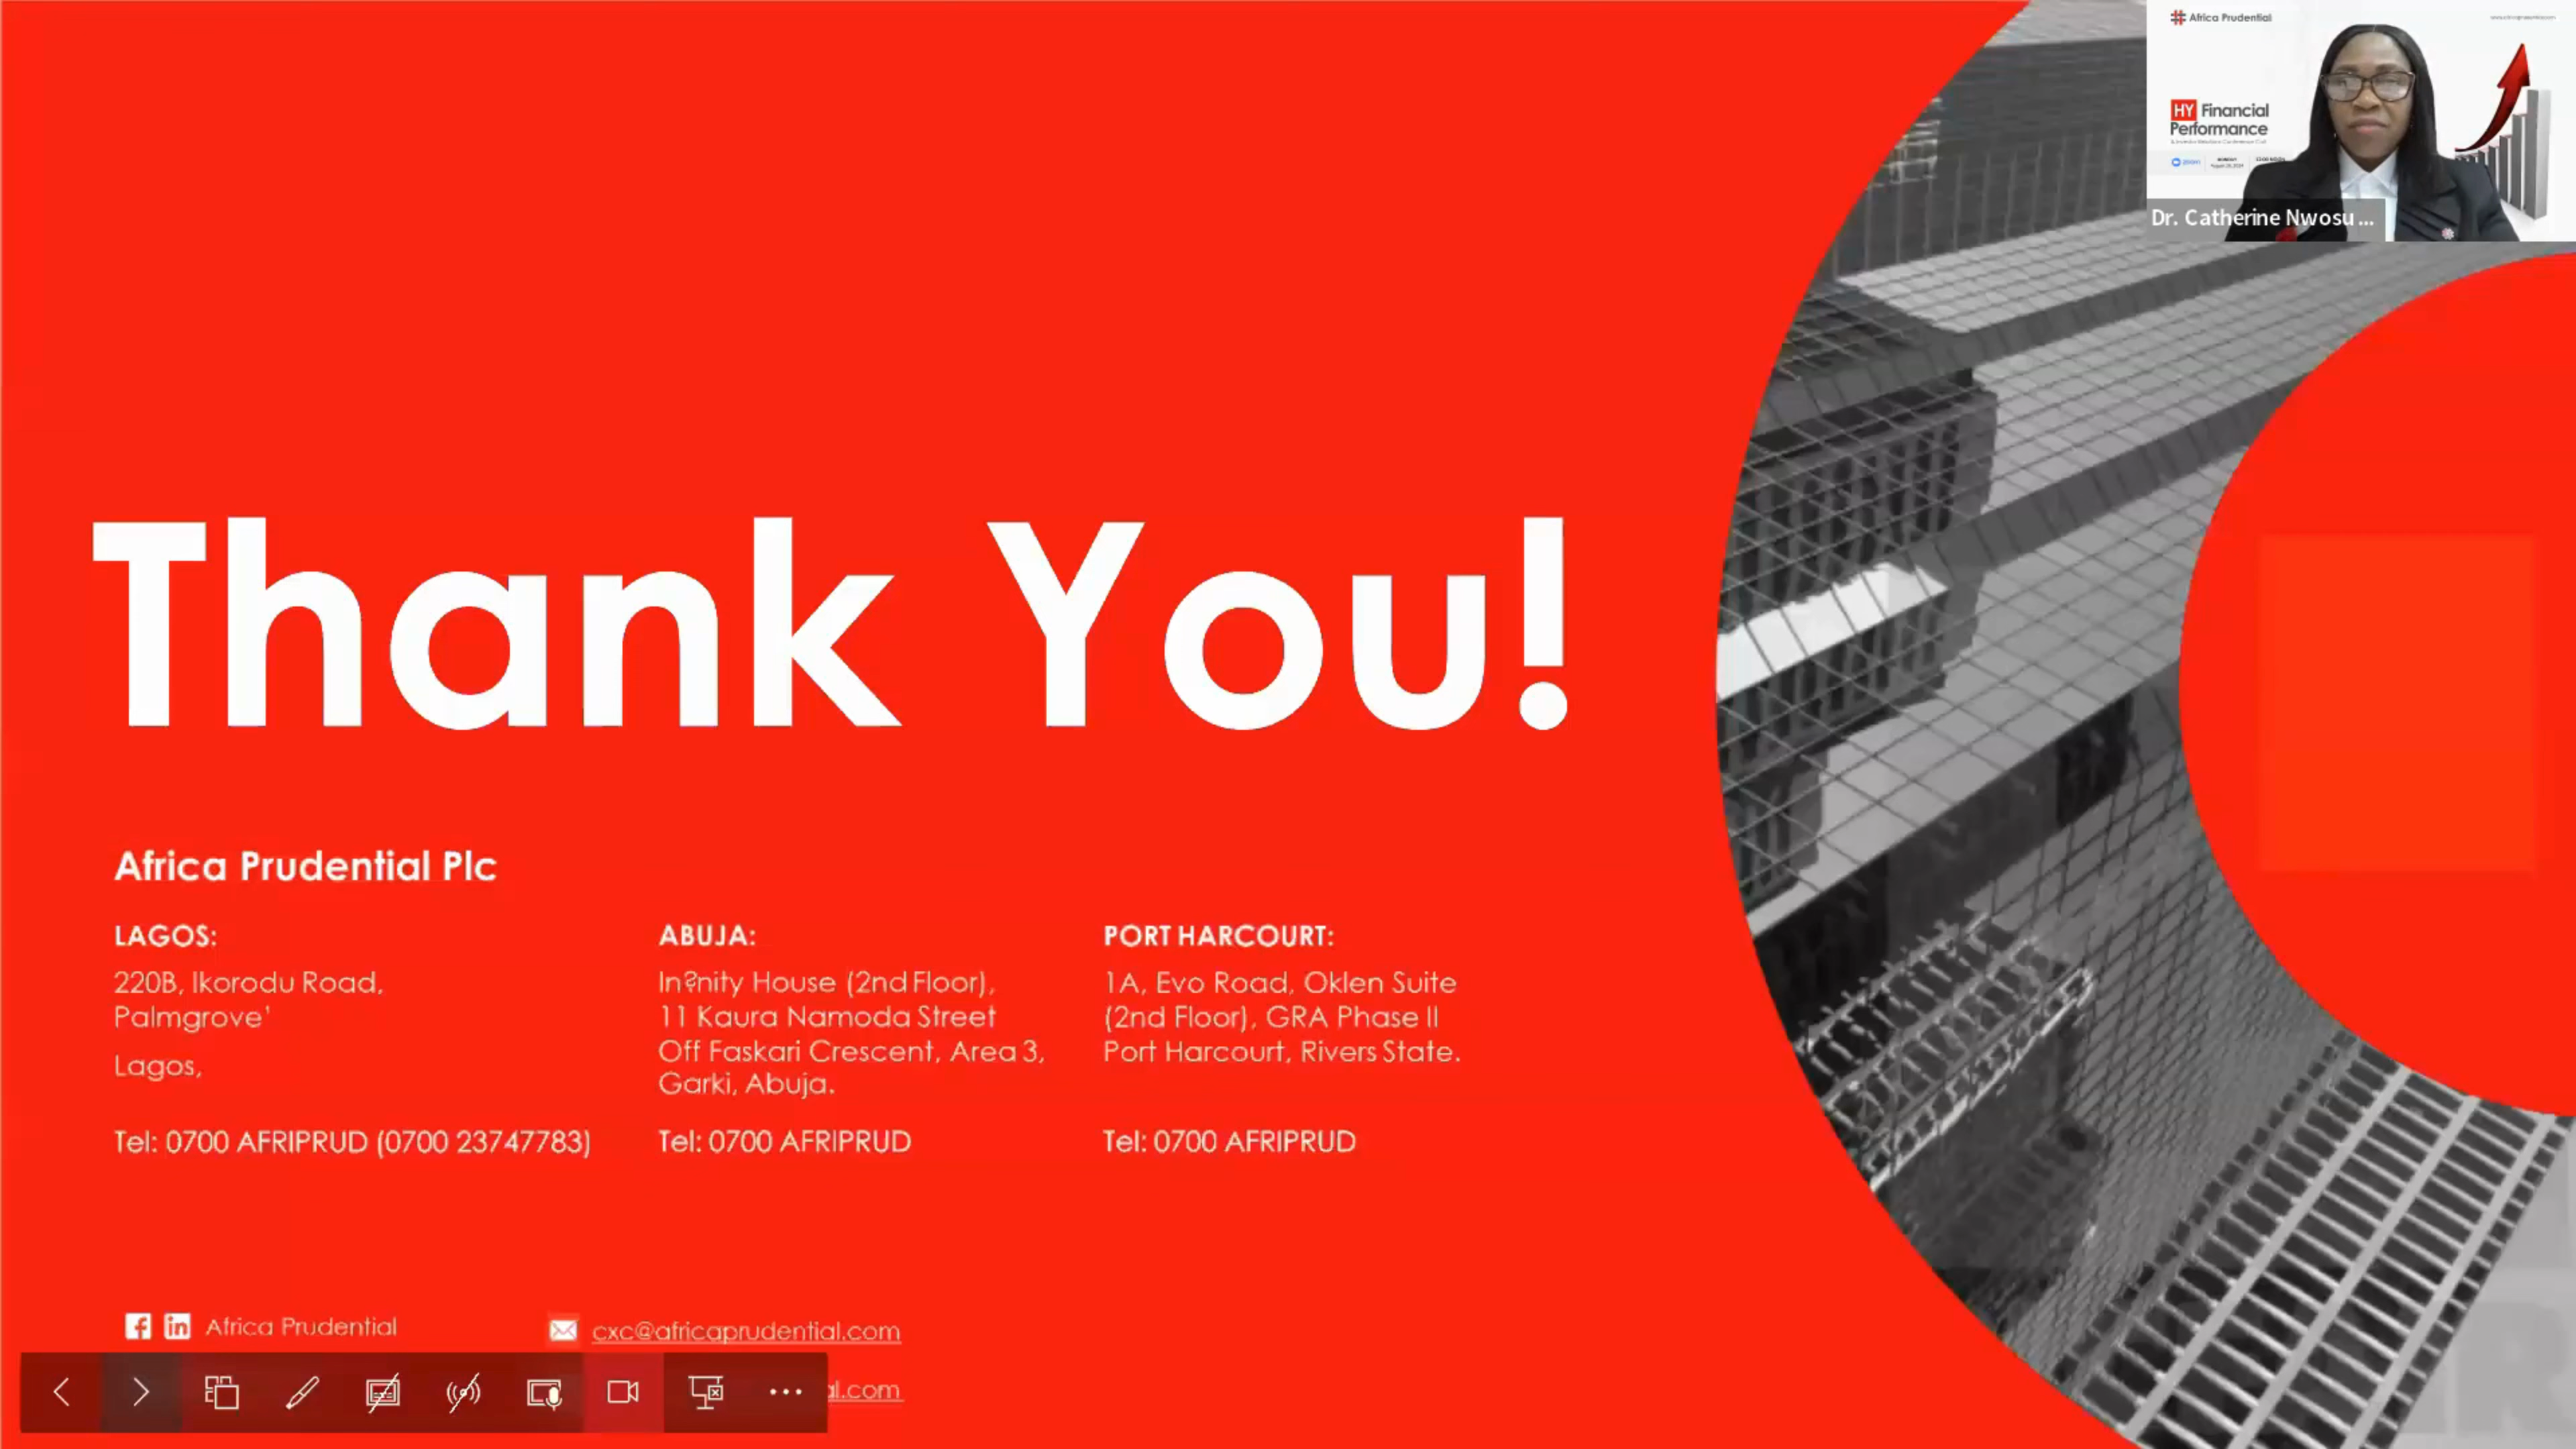 Thank You!
Africa Prudential Plc
LAGOS:
220B, Ikorodu Road,
Palmgrove'
Lagos,
Tel: 0700 AFRIPRUD (0700 23747783)
ABUJA:
In?nity House (2nd Floor),
11 Kaura Namoda Street
Off Faskari Crescent, Area 3,
Garki, Abuja.
Tel: 0700 AFRIPRUD
PORT HARCOURT:
1A, Evo Road, Oklen Suite
(2nd Floor), GRA Phase II
Port Harcourt, Rivers State.
Tel: 0700 AFRIPRUD
Africa Prudential
cxc@africaprudential.com
al.com
Africa Prudential
HY Financial
Performance
Dr. Catherine Nwosu ...